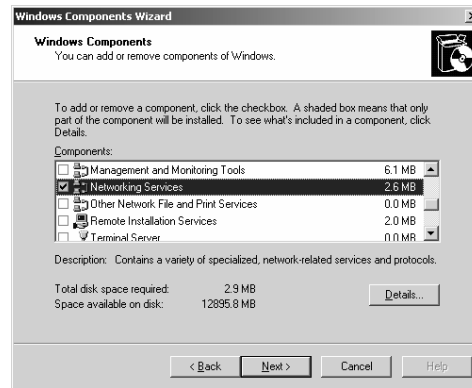 Windows Components Wizard
Windows Components
You can add or remove components of Windows.
To add or remove a component, click the checkbox. A shaded box means that only
part of the component will be installed. To see what's included in a component, click
Details.
Components:
Management and Monitoring Tools 6.1 MB
Networking Services 2.6 MB
Other Network File and Print Services 0.0 MB
Remote Installation Services 2.0 MB
Terminal Server 0.0 MB
Description: Contains a variety of specialized, network-related services and protocols.
Total disk space required: 2.9 MB
Space available on disk: 12895.8 MB
Details...
< Back Next > Cancel Help